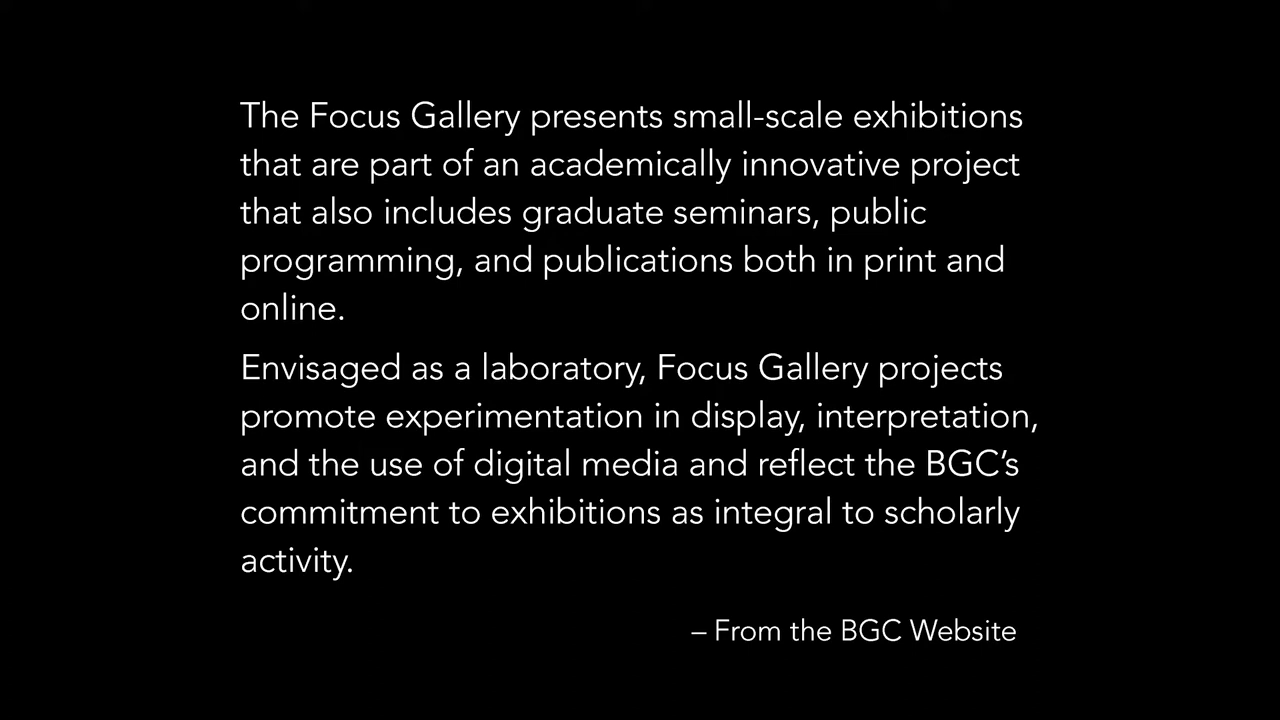 The Focus Gallery presents small-scale exhibitions
that are part of an academically innovative project
that also includes graduate seminars, public
programming, and publications both in print and
online.
Envisaged as a laboratory, Focus Gallery projects
promote experimentation in display, interpretation,
and the use of digital media and reflect the BGC’s
commitment to exhibitions as integral to scholarly
activity.
– From the BGC Website